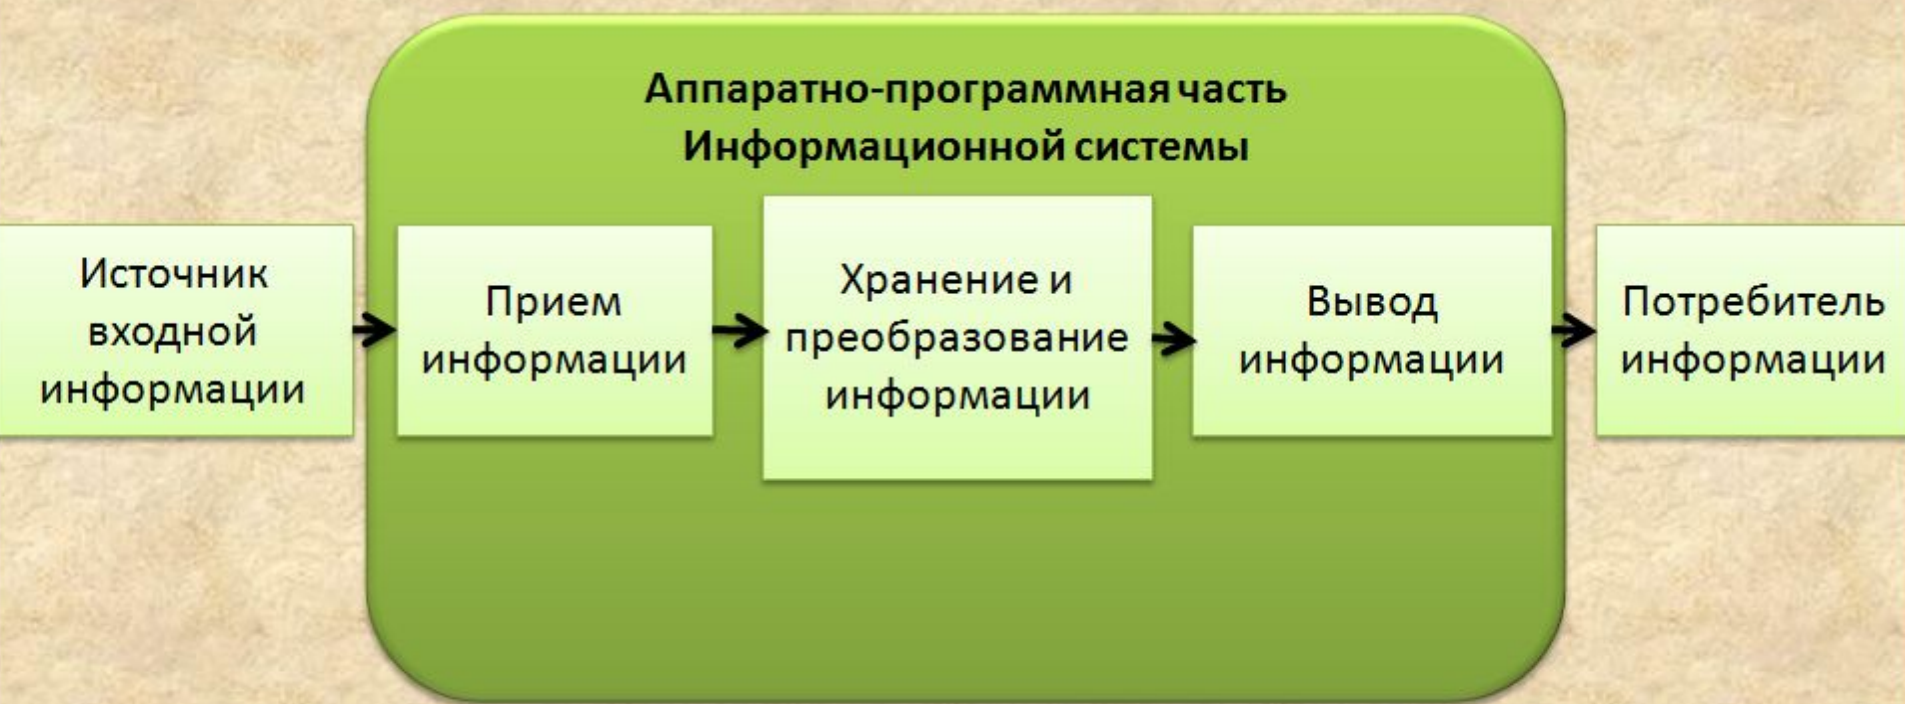 Аппаратно-программная часть
Информационной системы
Источник
входной
информации
Прием
информации
Хранение и
преобразование
информации
Вывод
информации
Потребитель
информации